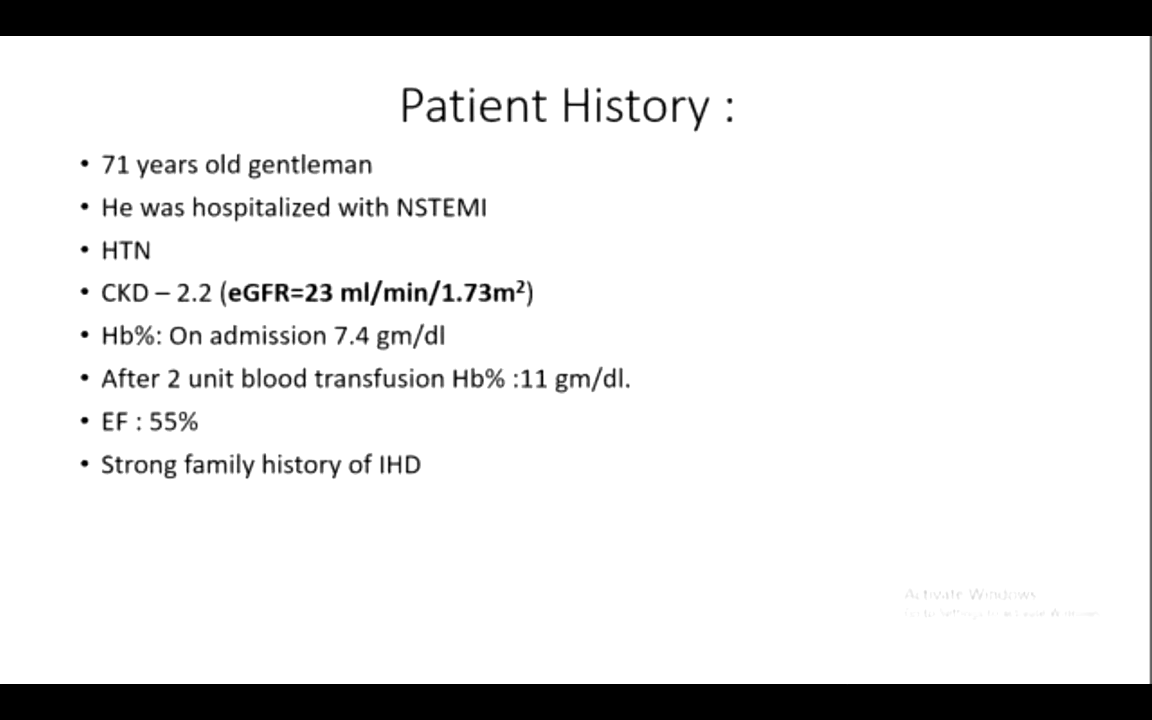 Patient History :
• 71 years old gentleman
• He was hospitalized with NSTEMI
• HTN
• CKD – 2.2 (eGFR=23 ml/min/1.73m²)
• Hb%: On admission 7.4 gm/dl
• After 2 unit blood transfusion Hb% :11 gm/dl.
• EF : 55%
• Strong family history of IHD
Activate Windows